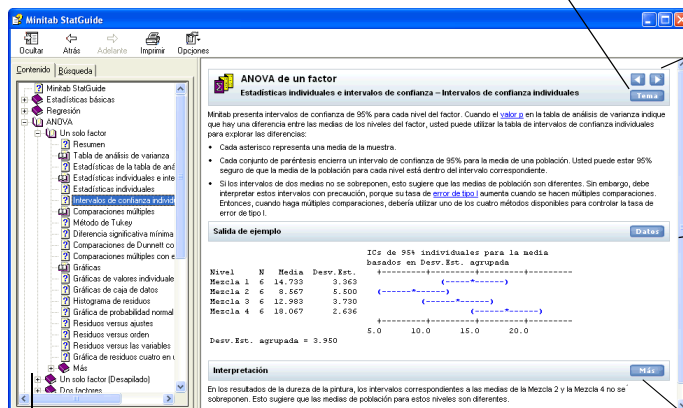 Minitab StatGuide
Ocultar Atrás Adelante Imprimir Opciones
Contenido Búsqueda
Minitab StatGuide
Estadísticas básicas
Regresión
ANOVA
Un solo factor
Resumen
Tabla de análisis de varianza
Estadísticas de la tabla de aná
Estadísticas individuales e inte
Estadísticas individuales
Intervalos de confianza individu
Comparaciones múltiples
Método de Tukey
Diferencia significativa mínima
Comparaciones de Dunnett co
Comparaciones múltiples con e
Gráficas
Gráficas de valores individuale
Gráficas de caja de datos
Histograma de residuos
Gráfica de probabilidad normal
Residuos versus ajustes
Residuos versus orden
Residuos versus las variables
Gráfica de residuos cuatro en u
Más
Un solo factor (Desapilado)
Dos factores
ANOVA de un factor
Estadísticas individuales e intervalos de confianza – Intervalos de confianza individuales
Tema
Minitab presenta intervalos de confianza de 95% para cada nivel del factor. Cuando el valor p en la tabla de análisis de varianza indique
que hay una diferencia entre las medias de los niveles del factor, usted puede utilizar la tabla de intervalos de confianza individuales
para explorar las diferencias:
• Cada asterisco representa una media de la muestra.
• Cada conjunto de paréntesis encierra un intervalo de confianza de 95% para la media de una población. Usted puede estar 95%
seguro de que la media de la población para cada nivel está dentro del intervalo correspondiente.
• Si los intervalos de dos medias no se sobreponen, esto sugiere que las medias de población son diferentes. Sin embargo, debe
interpretar estos intervalos con precaución, porque su tasa de error de tipo I aumenta cuando se hacen múltiples comparaciones.
Entonces, cuando haga múltiples comparaciones, debería utilizar uno de los cuatro métodos disponibles para controlar la tasa de
error de tipo I.
Salida de ejemplo Datos
ICs de 95% individuales para la media
basados en Desv.Est. agrupada
Nivel N Media Desv.Est. +---------+---------+---------+---------
Mezcla 1 6 14.733 3.363 (-----*-----)
Mezcla 2 6 8.567 5.500 (------*------)
Mezcla 3 6 12.983 3.730 (------*------)
Mezcla 4 6 18.067 2.636 (------*------)
+---------+---------+---------+---------
5.0 10.0 15.0 20.0
Desv.Est. agrupada = 3.950
Interpretación Más
En los resultados de la dureza de la pintura, los intervalos correspondientes a las medias de la Mezcla 2 y la Mezcla 4 no se
sobreponen. Esto sugiere que las medias de población para estos niveles son diferentes.